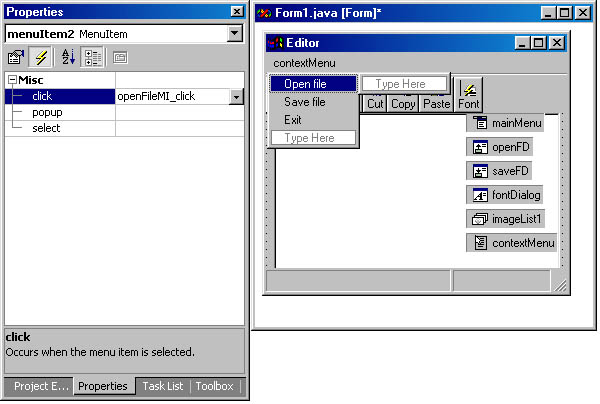 Properties
menuItem2 MenuItem
Misc
click openFileMI_click
popup
select
click
Occurs when the menu item is selected.
Project E... Properties Task List Toolbox
Form1.java [Form]*
Editor
contextMenu
Open file Type Here
Save file
Exit
Type Here
Cut Copy Paste Font
mainMenu
openFD
saveFD
fontDialog
imageList1
contextMenu